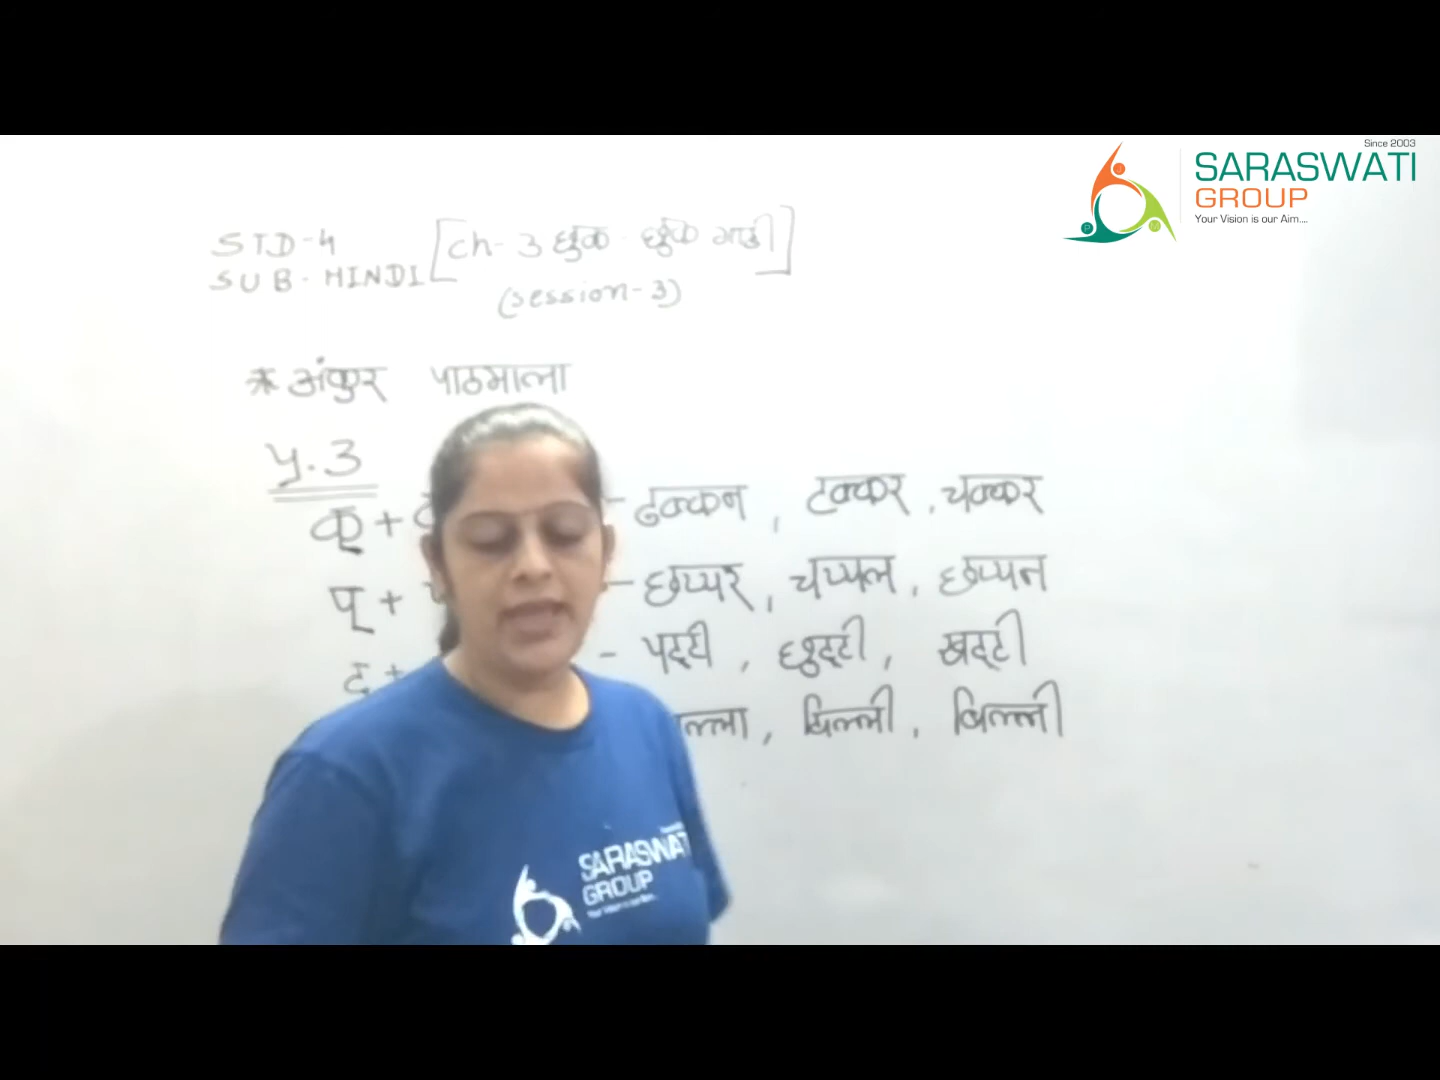 Since 2003
SARASWATI
GROUP
Your Vision is our Aim....
STD-4 [ch-3 छुक-छुक गाडी]
SUB-HINDI
(session-3)
* अंकुर पाठमाला
पृ.3
क् + - ढक्कन, टक्कर, चक्कर
प् + - छप्पर, चप्पल, छप्पन
ट् + - पट्टी, छुट्टी, खट्टी
, दिल्ली, बिल्ली
SARASWATI
GROUP